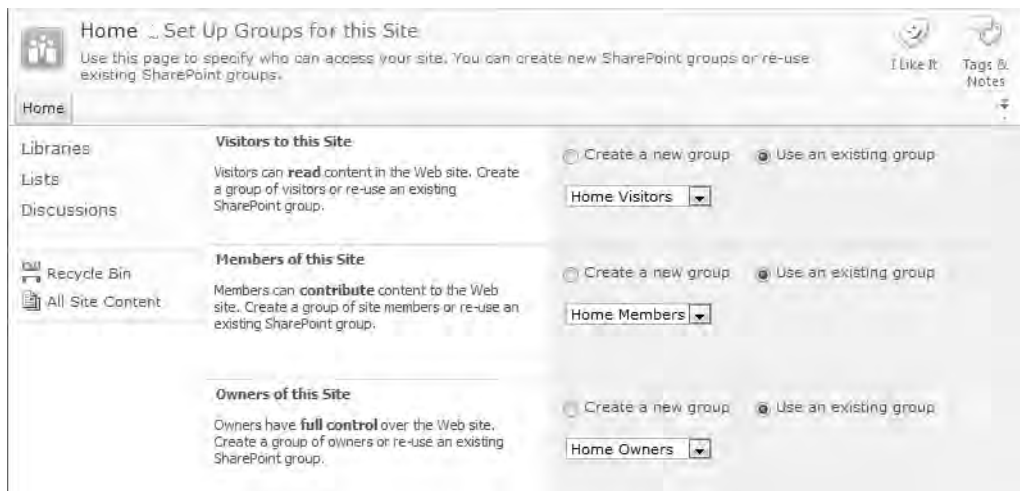 Home Set Up Groups for this Site
Use this page to specify who can access your site. You can create new SharePoint groups or re-use
existing SharePoint groups.
I Like It
Tags &
Notes
Home
Libraries
Lists
Discussions
Recycle Bin
All Site Content
Visitors to this Site
Visitors can read content in the Web site. Create
a group of visitors or re-use an existing
SharePoint group.
Create a new group Use an existing group
Home Visitors
Members of this Site
Members can contribute content to the Web
site. Create a group of site members or re-use an
existing SharePoint group.
Create a new group Use an existing group
Home Members
Owners of this Site
Owners have full control over the Web site.
Create a group of owners or re-use an existing
SharePoint group.
Create a new group Use an existing group
Home Owners